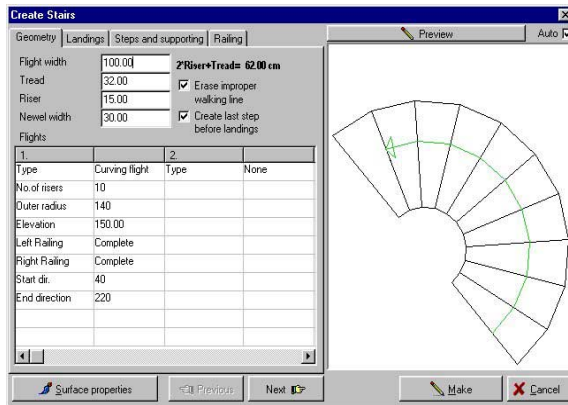 Create Stairs
Geometry Landings Steps and supporting Railing
Preview
Auto
Flight width 100.00 2*Riser+Tread= 62.00 cm
Tread 32.00 Erase improper
walking line
Riser 15.00
Newel width 30.00 Create last step
before landings
Flights
1. 2.
Type Curving flight Type None
No.of risers 10
Outer radius 140
Elevation 150.00
Left Railing Complete
Right Railing Complete
Start dir. 40
End direction 220
Surface properties Previous Next Make Cancel